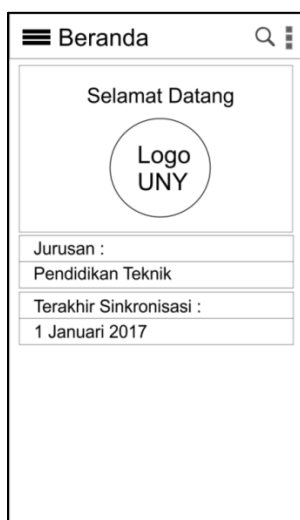 Beranda
Selamat Datang
Logo
UNY
Jurusan :
Pendidikan Teknik
Terakhir Sinkronisasi :
1 Januari 2017